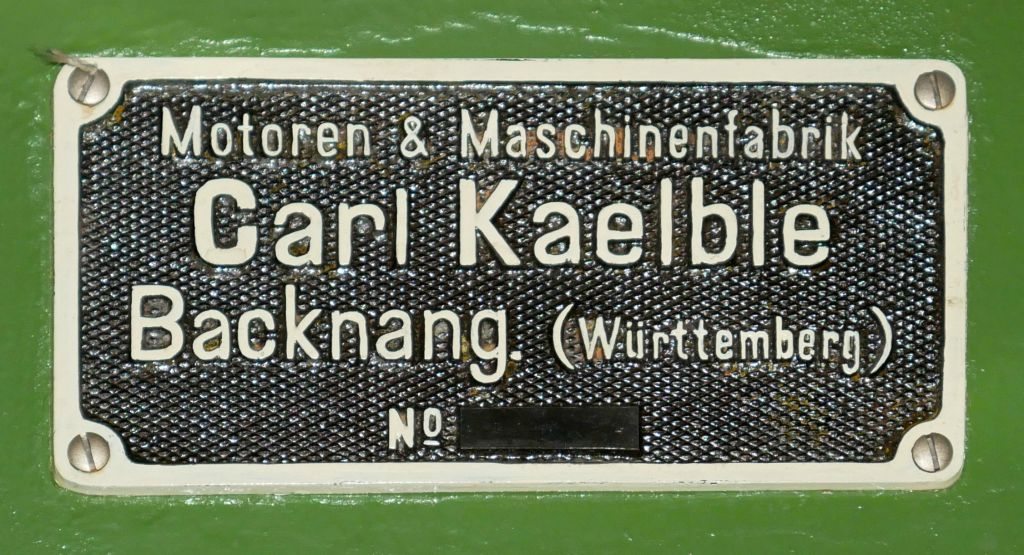 Motoren & Maschinenfabrik
Carl Kaelble
Backnang. (Württemberg)
Nº